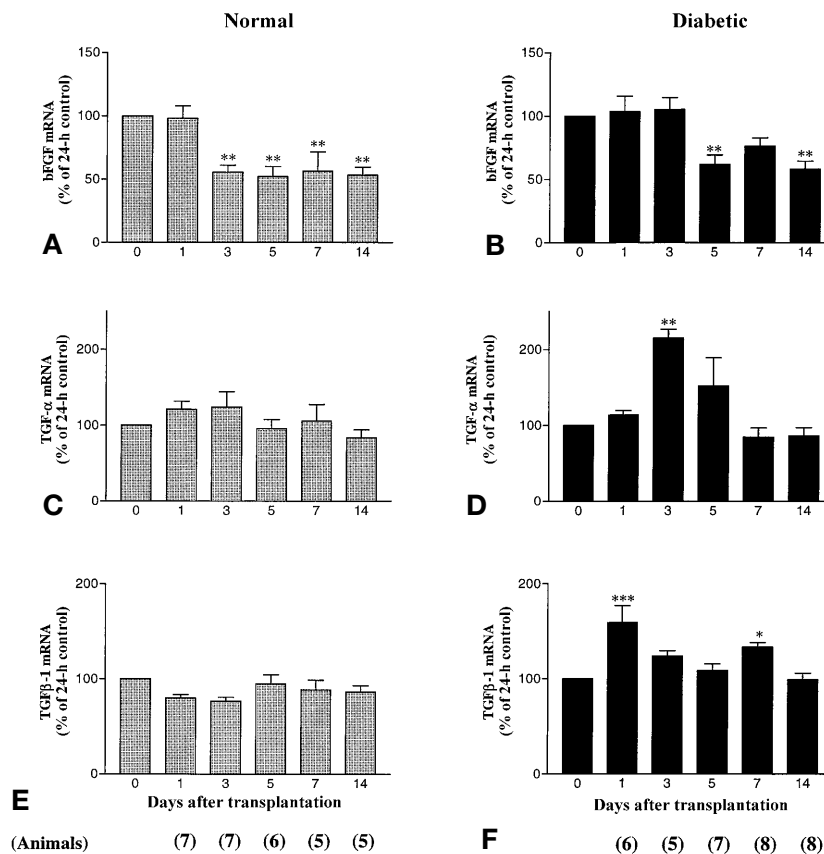 Normal
Diabetic
bFGF mRNA
(% of 24-h control)
150
100
50
0
** ** ** **
A
0 1 3 5 7 14
bFGF mRNA
(% of 24-h control)
150
100
50
0
** **
B
0 1 3 5 7 14
TGF-α mRNA
(% of 24-h control)
200
100
0
C
0 1 3 5 7 14
TGF-α mRNA
(% of 24-h control)
200
100
0
**
D
0 1 3 5 7 14
TGFβ-1 mRNA
(% of 24-h control)
200
100
0
E
0 1 3 5 7 14
Days after transplantation
TGFβ-1 mRNA
(% of 24-h control)
200
100
0
*** *
0 1 3 5 7 14
Days after transplantation
(Animals) (7) (7) (6) (5) (5)
F (6) (5) (7) (8) (8)